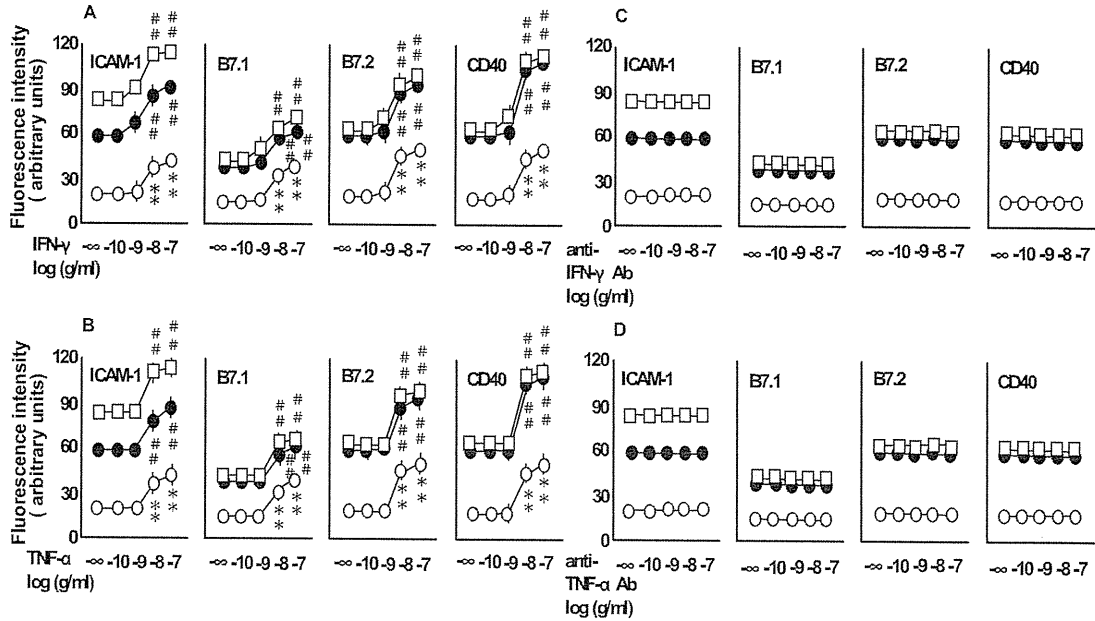 A
Fluorescence intensity
( arbitrary units)
120
90
60
30
0
ICAM-1
B7.1
B7.2
CD40
# #
# #
# #
# #
* *
* *
# #
# #
# #
# #
* *
* *
# #
# #
# #
# #
* *
* *
# #
# #
# #
# #
* *
* *
IFN-γ
log (g/ml)
-∞ -10 -9 -8 -7
-∞ -10 -9 -8 -7
-∞ -10 -9 -8 -7
-∞ -10 -9 -8 -7
C
120
90
60
30
0
ICAM-1
B7.1
B7.2
CD40
anti-
IFN-γ Ab
log (g/ml)
-∞ -10 -9 -8 -7
-∞ -10 -9 -8 -7
-∞ -10 -9 -8 -7
-∞ -10 -9 -8 -7
B
Fluorescence intensity
( arbitrary units)
120
90
60
30
0
ICAM-1
B7.1
B7.2
CD40
# #
# #
# #
# #
* *
* *
# #
# #
# #
# #
* *
* *
# #
# #
# #
# #
* *
* *
# #
# #
# #
# #
* *
* *
TNF-α
log (g/ml)
-∞ -10 -9 -8 -7
-∞ -10 -9 -8 -7
-∞ -10 -9 -8 -7
-∞ -10 -9 -8 -7
D
120
90
60
30
0
ICAM-1
B7.1
B7.2
CD40
anti-
TNF-α Ab
log (g/ml)
-∞ -10 -9 -8 -7
-∞ -10 -9 -8 -7
-∞ -10 -9 -8 -7
-∞ -10 -9 -8 -7